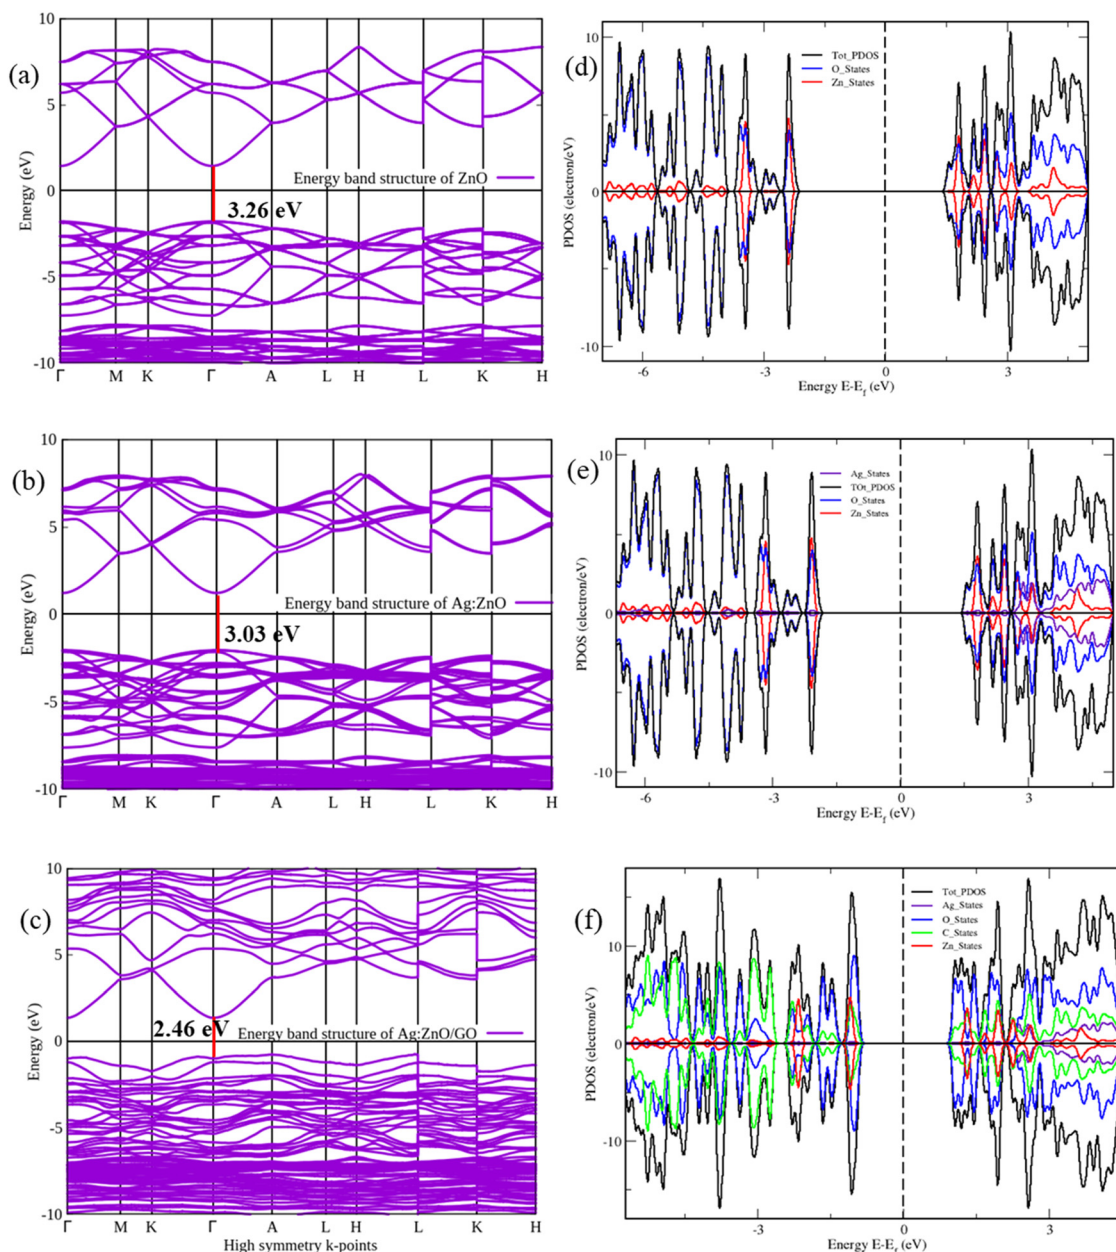 (a)
10
5
0
-5
-10
Energy (eV)
Energy band structure of ZnO
3.26 eV
Γ M K Γ A L H L K H
(d)
10
0
-10
PDOS (electron/eV)
Tot_PDOS
O_States
Zn_States
-6 -3 0 3
Energy E-E_f (eV)
(b)
10
5
0
-5
-10
Energy (eV)
Energy band structure of Ag:ZnO
3.03 eV
Γ M K Γ A L H L K H
(e)
10
0
-10
PDOS (electron/eV)
Ag_States
TOt_PDOS
O_States
Zn_States
-6 -3 0 3
Energy E-E_f (eV)
(c)
10
5
0
-5
-10
Energy (eV)
2.46 eV
Energy band structure of Ag:ZnO/GO
Γ M K Γ A L H L K H
High symmetry k-points
(f)
10
0
-10
PDOS (electron/eV)
Tot_PDOS
Ag_States
O_States
C_States
Zn_States
-3 0 3
Energy E-E_f (eV)